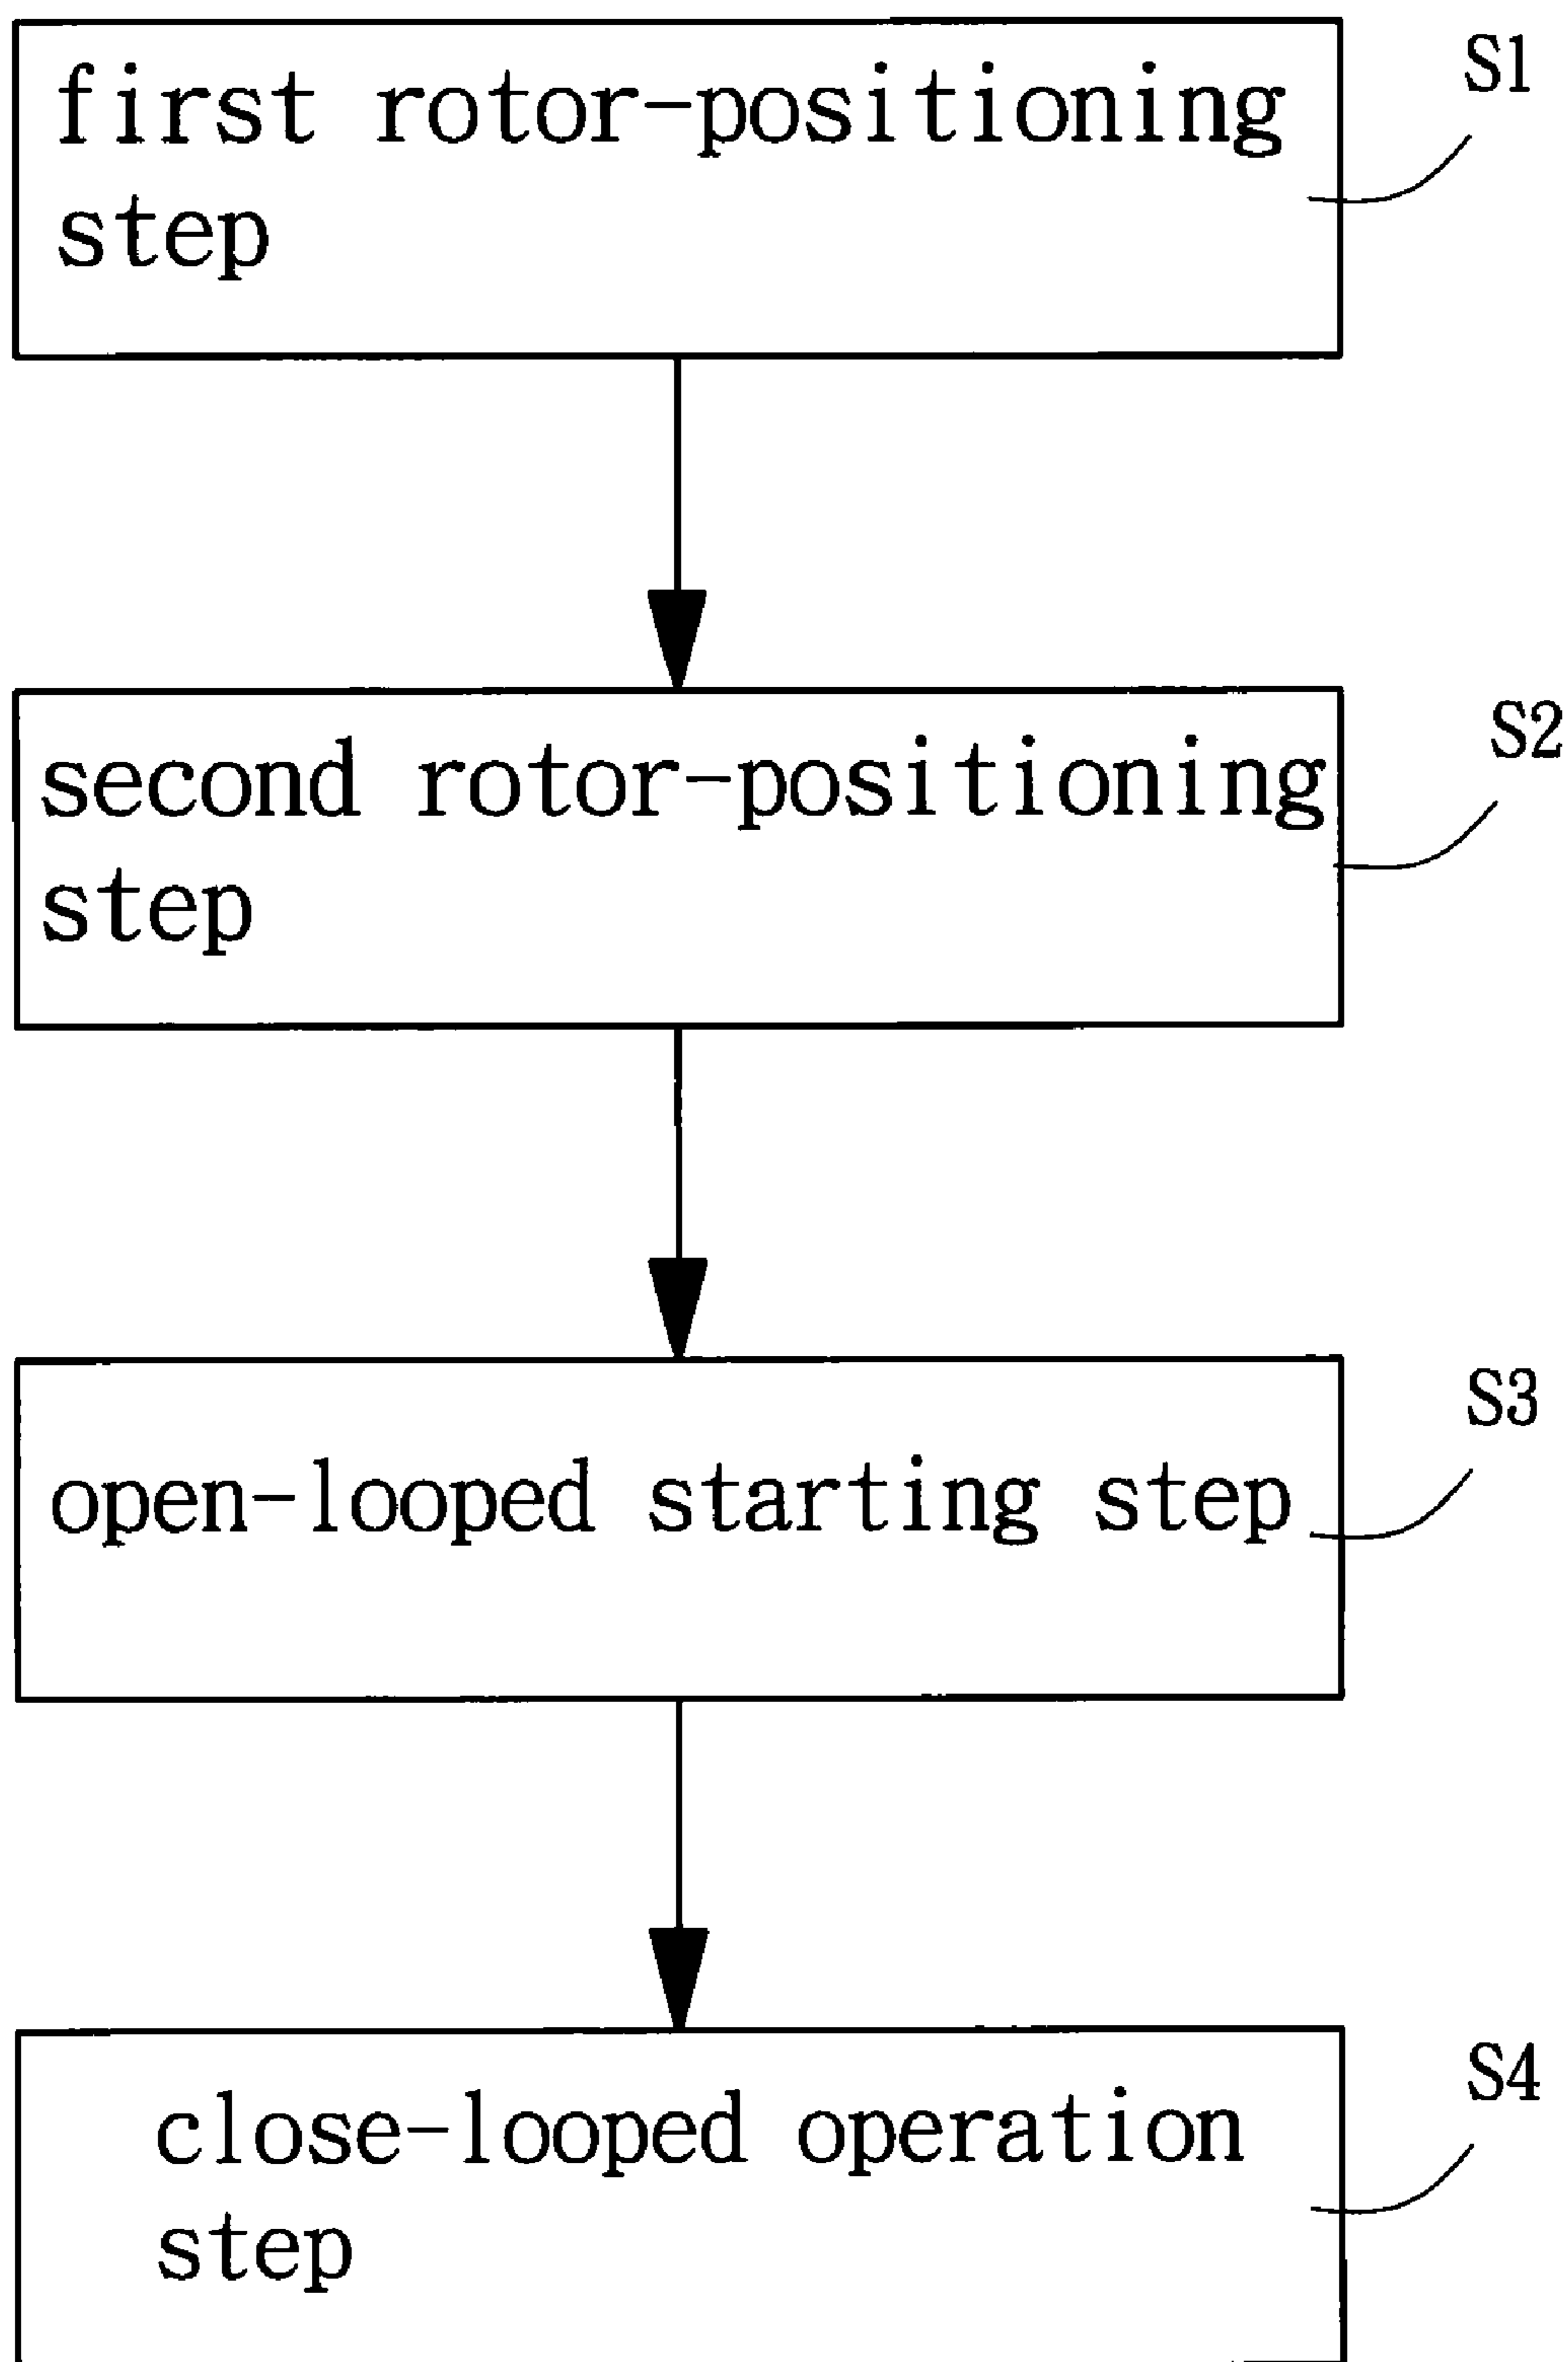 S1
first rotor-positioning
step
S2
second rotor-positioning
step
S3
open-looped starting step
S4
close-looped operation
step